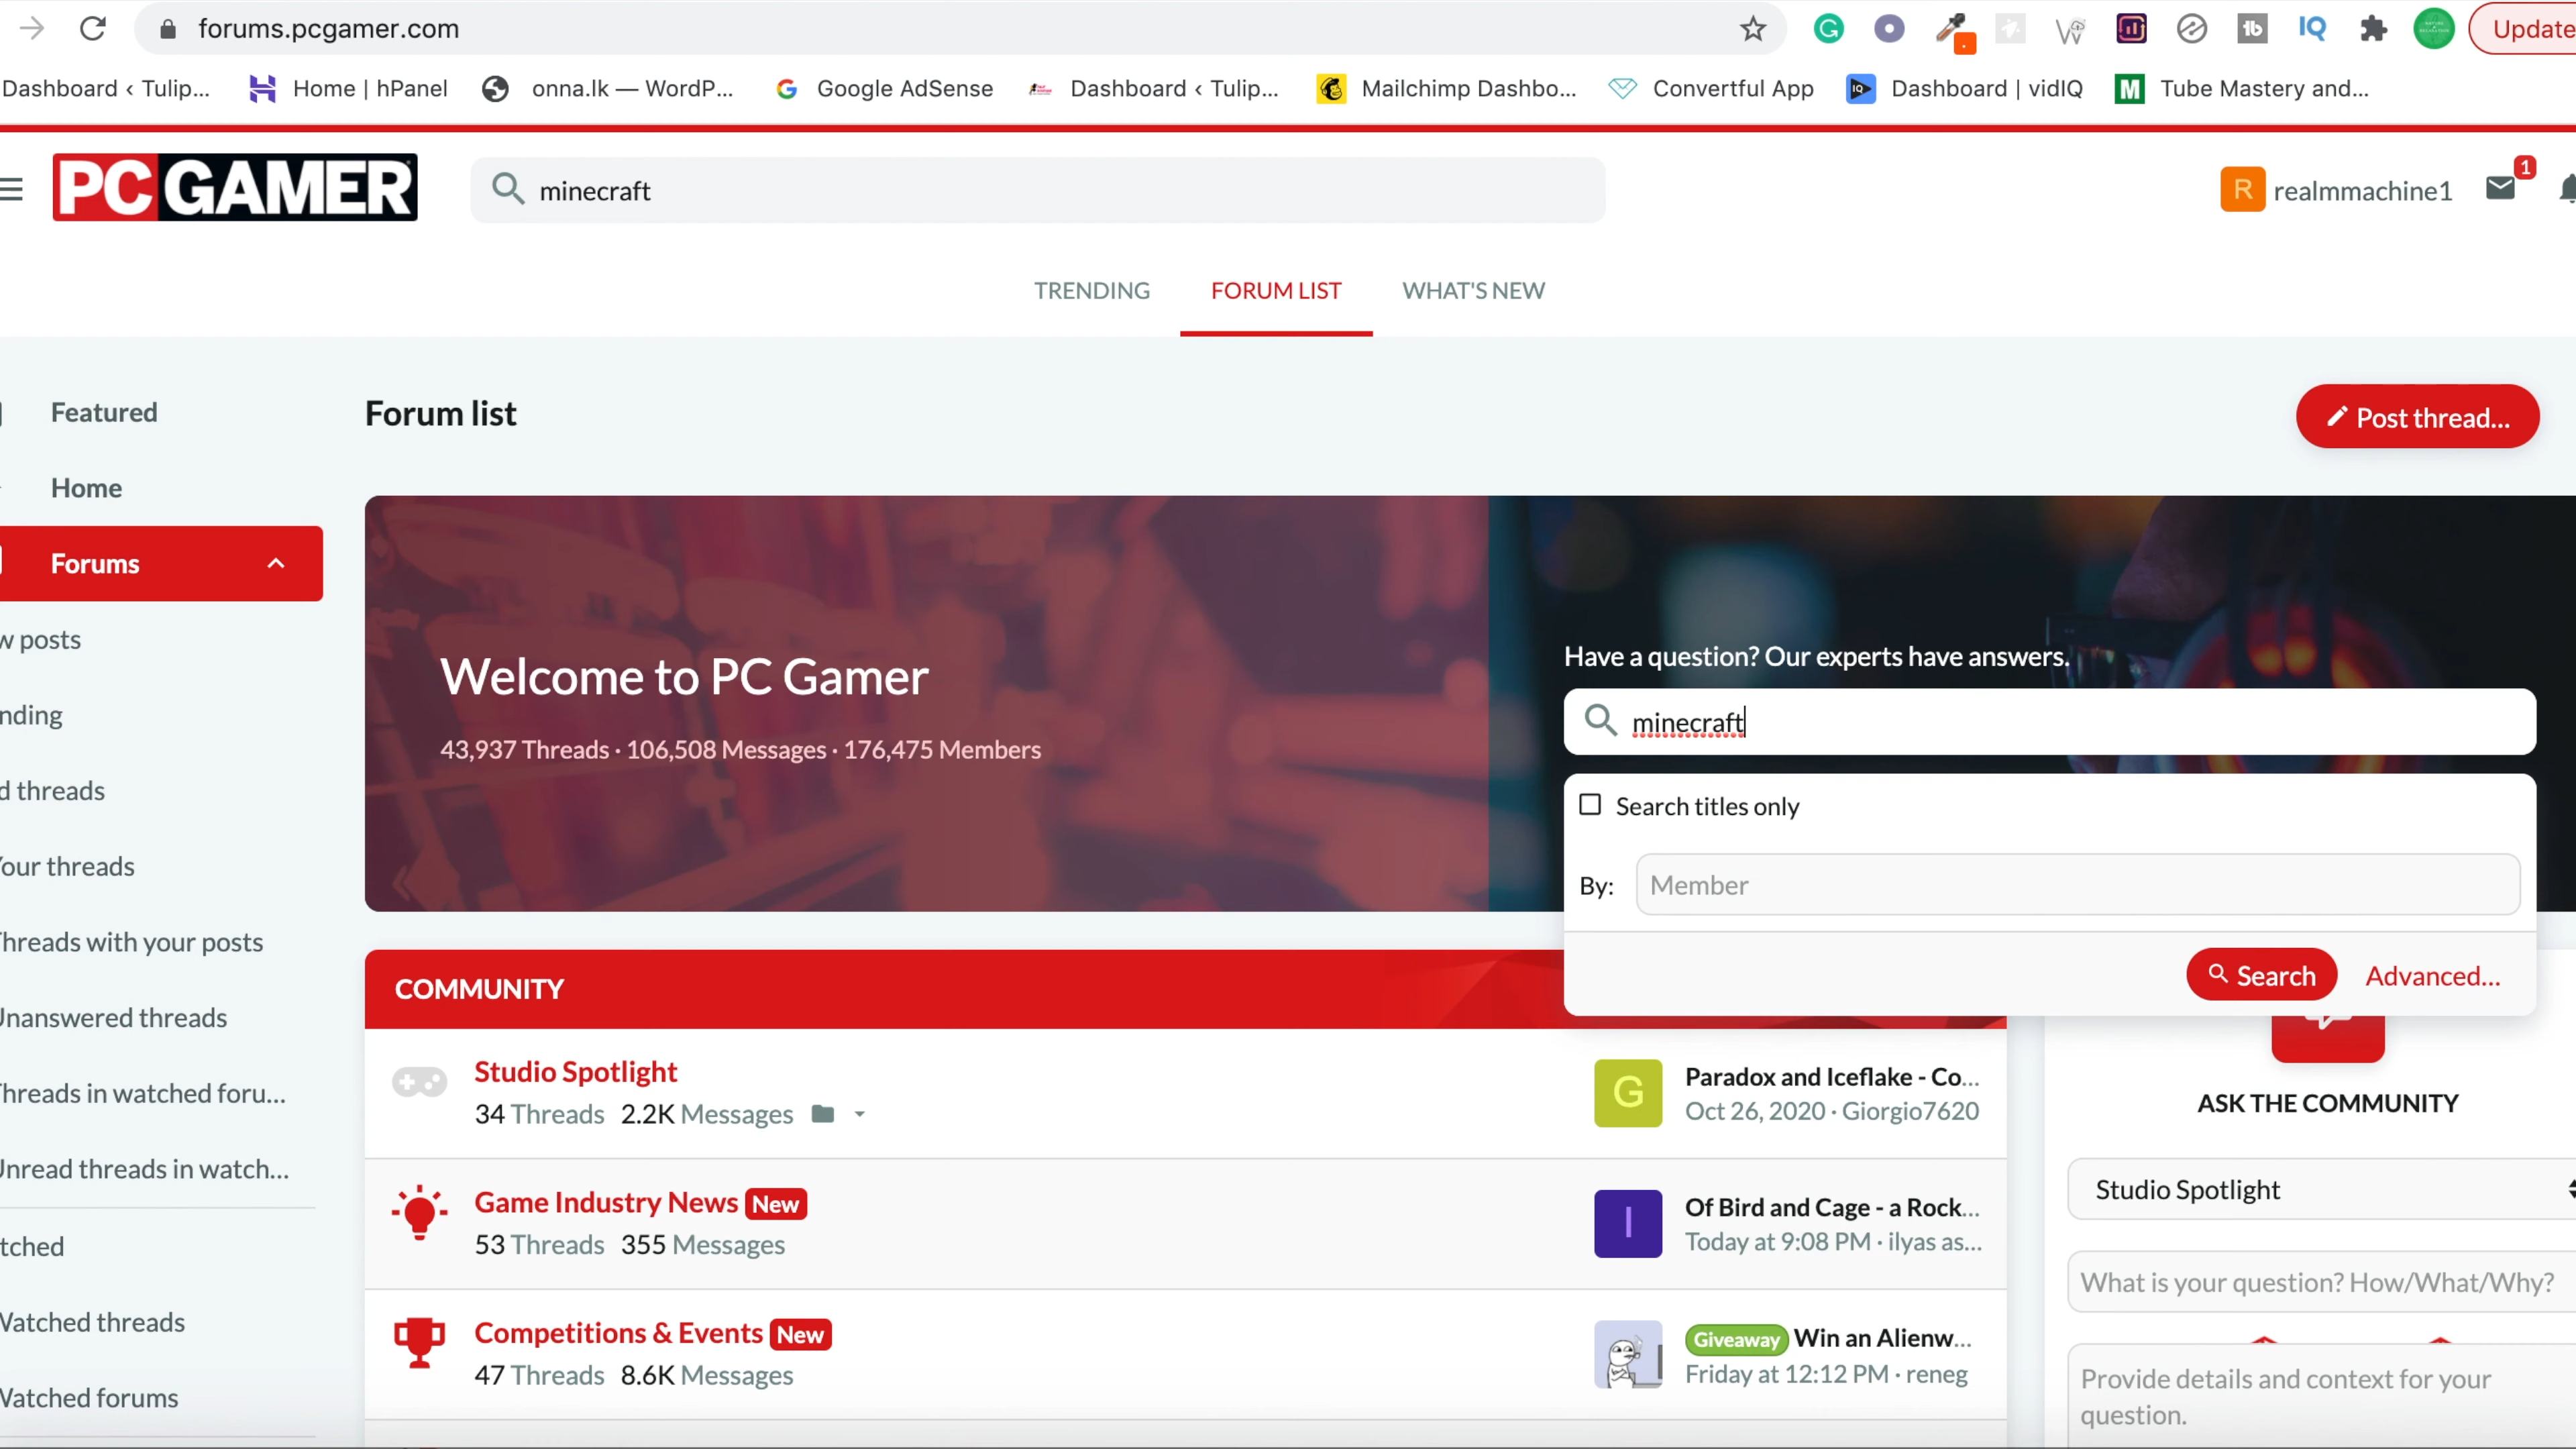 forums.pcgamer.com
Update
Dashboard ‹ Tulip...
Home | hPanel
onna.lk — WordP...
Google AdSense
Dashboard ‹ Tulip...
Mailchimp Dashbo...
Convertful App
Dashboard | vidIQ
Tube Mastery and...
PC GAMER
minecraft
R realmmachine1
1
TRENDING
FORUM LIST
WHAT'S NEW
Featured
Home
Forums
w posts
nding
d threads
Your threads
Threads with your posts
Unanswered threads
Threads in watched foru...
Unread threads in watch...
tched
Watched threads
Watched forums
Forum list
Post thread...
Welcome to PC Gamer
43,937 Threads · 106,508 Messages · 176,475 Members
Have a question? Our experts have answers.
minecraft
Search titles only
By: Member
Search
Advanced...
COMMUNITY
Studio Spotlight
34 Threads 2.2K Messages
G
Paradox and Iceflake - Co...
Oct 26, 2020 · Giorgio7620
Game Industry News New
53 Threads 355 Messages
I
Of Bird and Cage - a Rock...
Today at 9:08 PM · ilyas as...
Competitions & Events New
47 Threads 8.6K Messages
Giveaway Win an Alienw...
Friday at 12:12 PM · reneg
ASK THE COMMUNITY
Studio Spotlight
What is your question? How/What/Why?
Provide details and context for your
question.